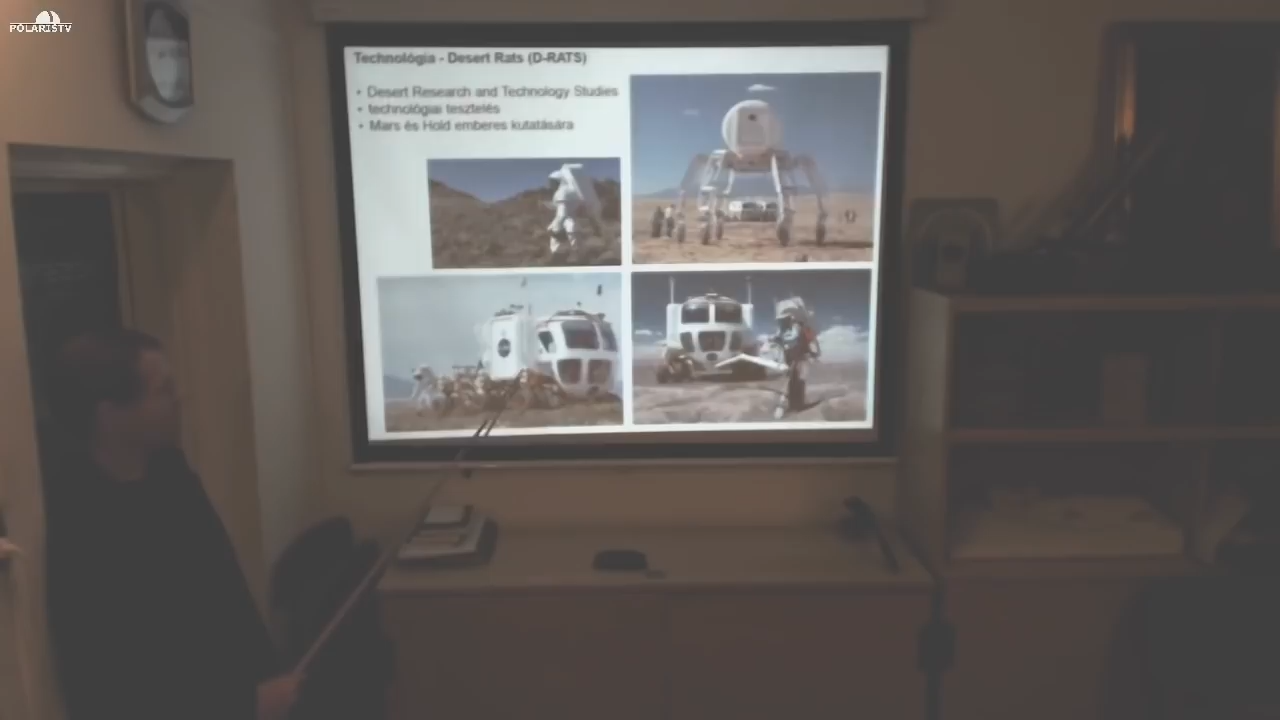 POLARISTV
Technológia - Desert Rats (D-RATS)
• Desert Research and Technology Studies
• technológiai tesztelés
• Mars és Hold emberes kutatására